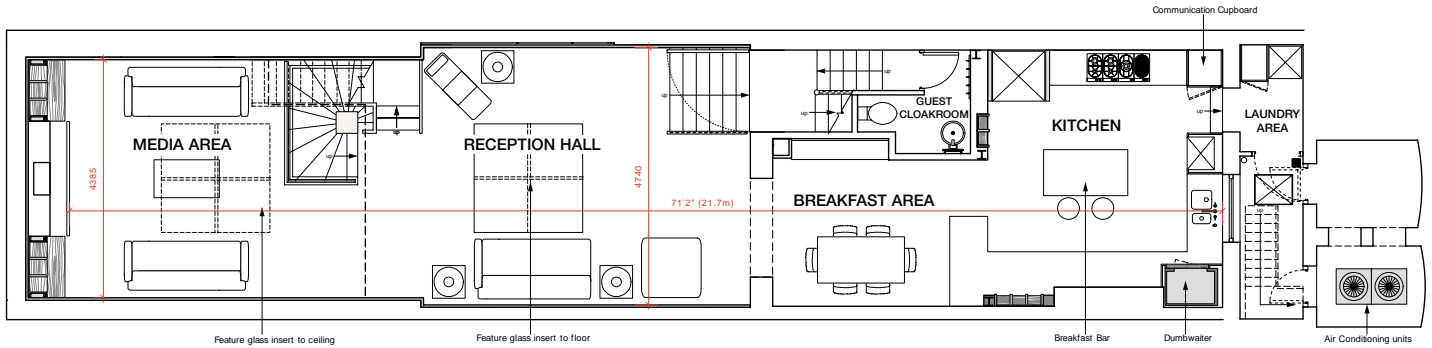 Communication Cupboard
up
up
up
GUEST
CLOAKROOM
KITCHEN
LAUNDRY
AREA
MEDIA AREA
RECEPTION HALL
up
up
up
4385
4740
71'2" (21.7m)
BREAKFAST AREA
up
Feature glass insert to ceiling
Feature glass insert to floor
Breakfast Bar
Dumbwaiter
Air Conditioning units